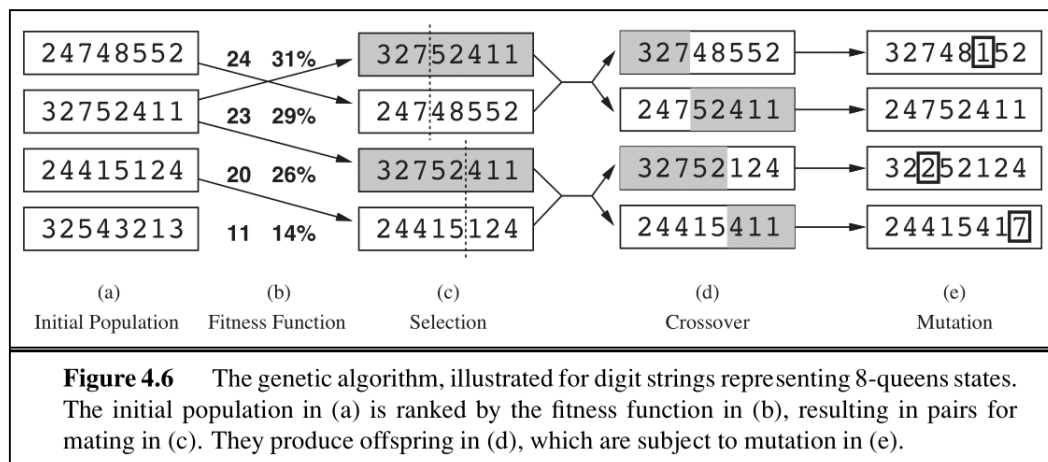 24748552 24 31% 32752411 32748552 32748152
32752411 23 29% 24748552 24752411 24752411
24415124 20 26% 32752411 32752124 32252124
32543213 11 14% 24415124 24415411 24415417
(a) (b) (c) (d) (e)
Initial Population Fitness Function Selection Crossover Mutation
Figure 4.6 The genetic algorithm, illustrated for digit strings representing 8-queens states.
The initial population in (a) is ranked by the fitness function in (b), resulting in pairs for
mating in (c). They produce offspring in (d), which are subject to mutation in (e).